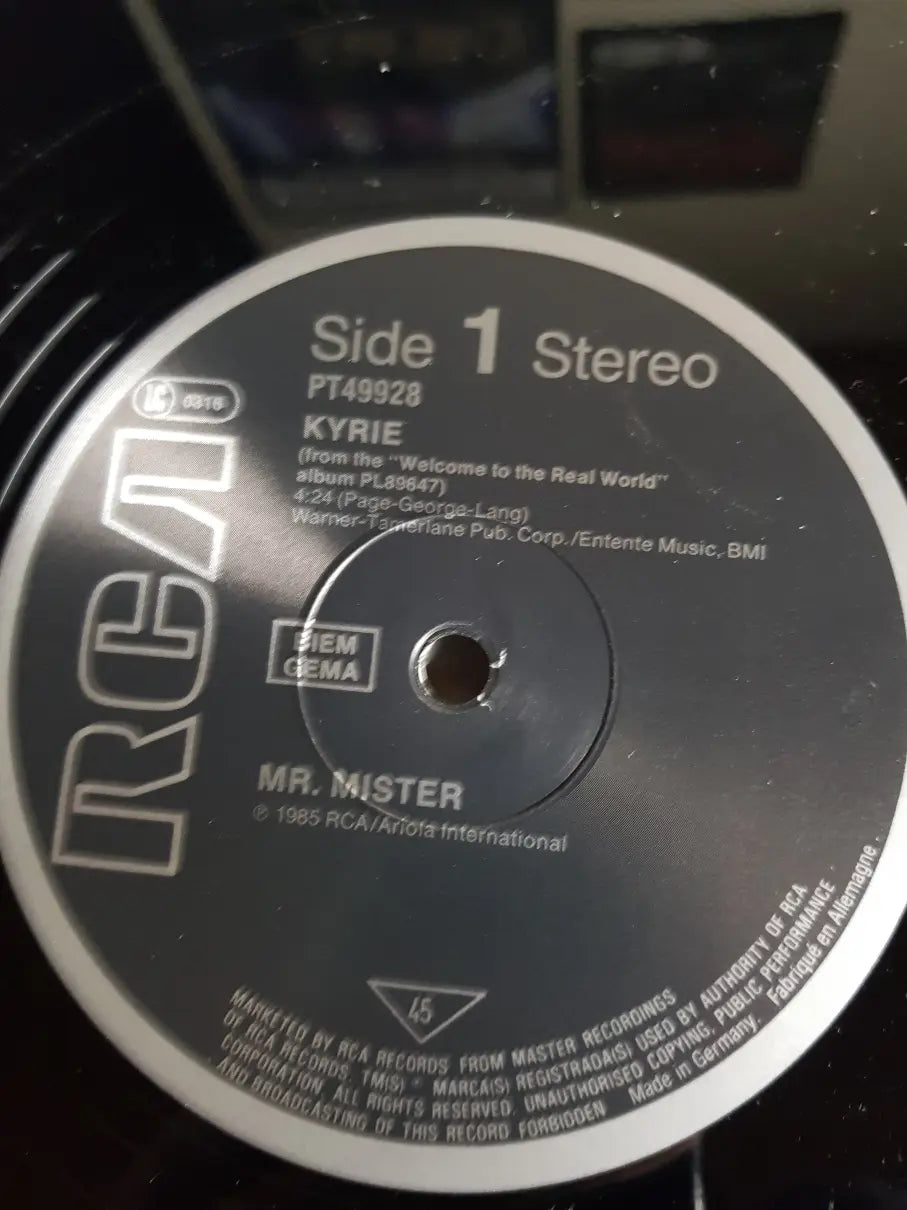 Side 1 Stereo
PT49928
LC 0316
RCA
KYRIE
(from the "Welcome to the Real World"
album PL89647)
4:24 (Page-George-Lang)
Warner-Tamerlane Pub. Corp./Entente Music, BMI
BIEM
GEMA
MR. MISTER
℗ 1985 RCA/Ariola International
45
MARKETED BY RCA RECORDS FROM MASTER RECORDINGS
OF RCA RECORDS, TM(S) ® MARCA(S) REGISTRADA(S) USED BY AUTHORITY OF RCA
CORPORATION, ALL RIGHTS RESERVED. UNAUTHORISED COPYING, PUBLIC PERFORMANCE
AND BROADCASTING OF THIS RECORD FORBIDDEN Made in Germany. Fabriqué en Allemagne.